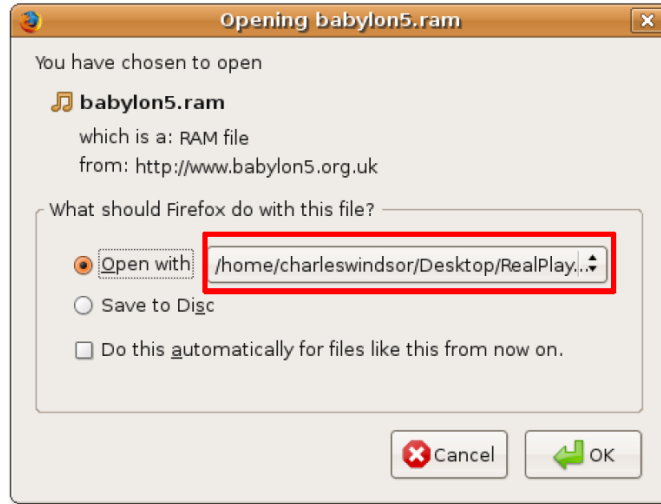 Opening babylon5.ram
You have chosen to open
babylon5.ram
which is a: RAM file
from: http://www.babylon5.org.uk
What should Firefox do with this file?
Open with /home/charleswindsor/Desktop/RealPlay...
Save to Disc
Do this automatically for files like this from now on.
Cancel OK